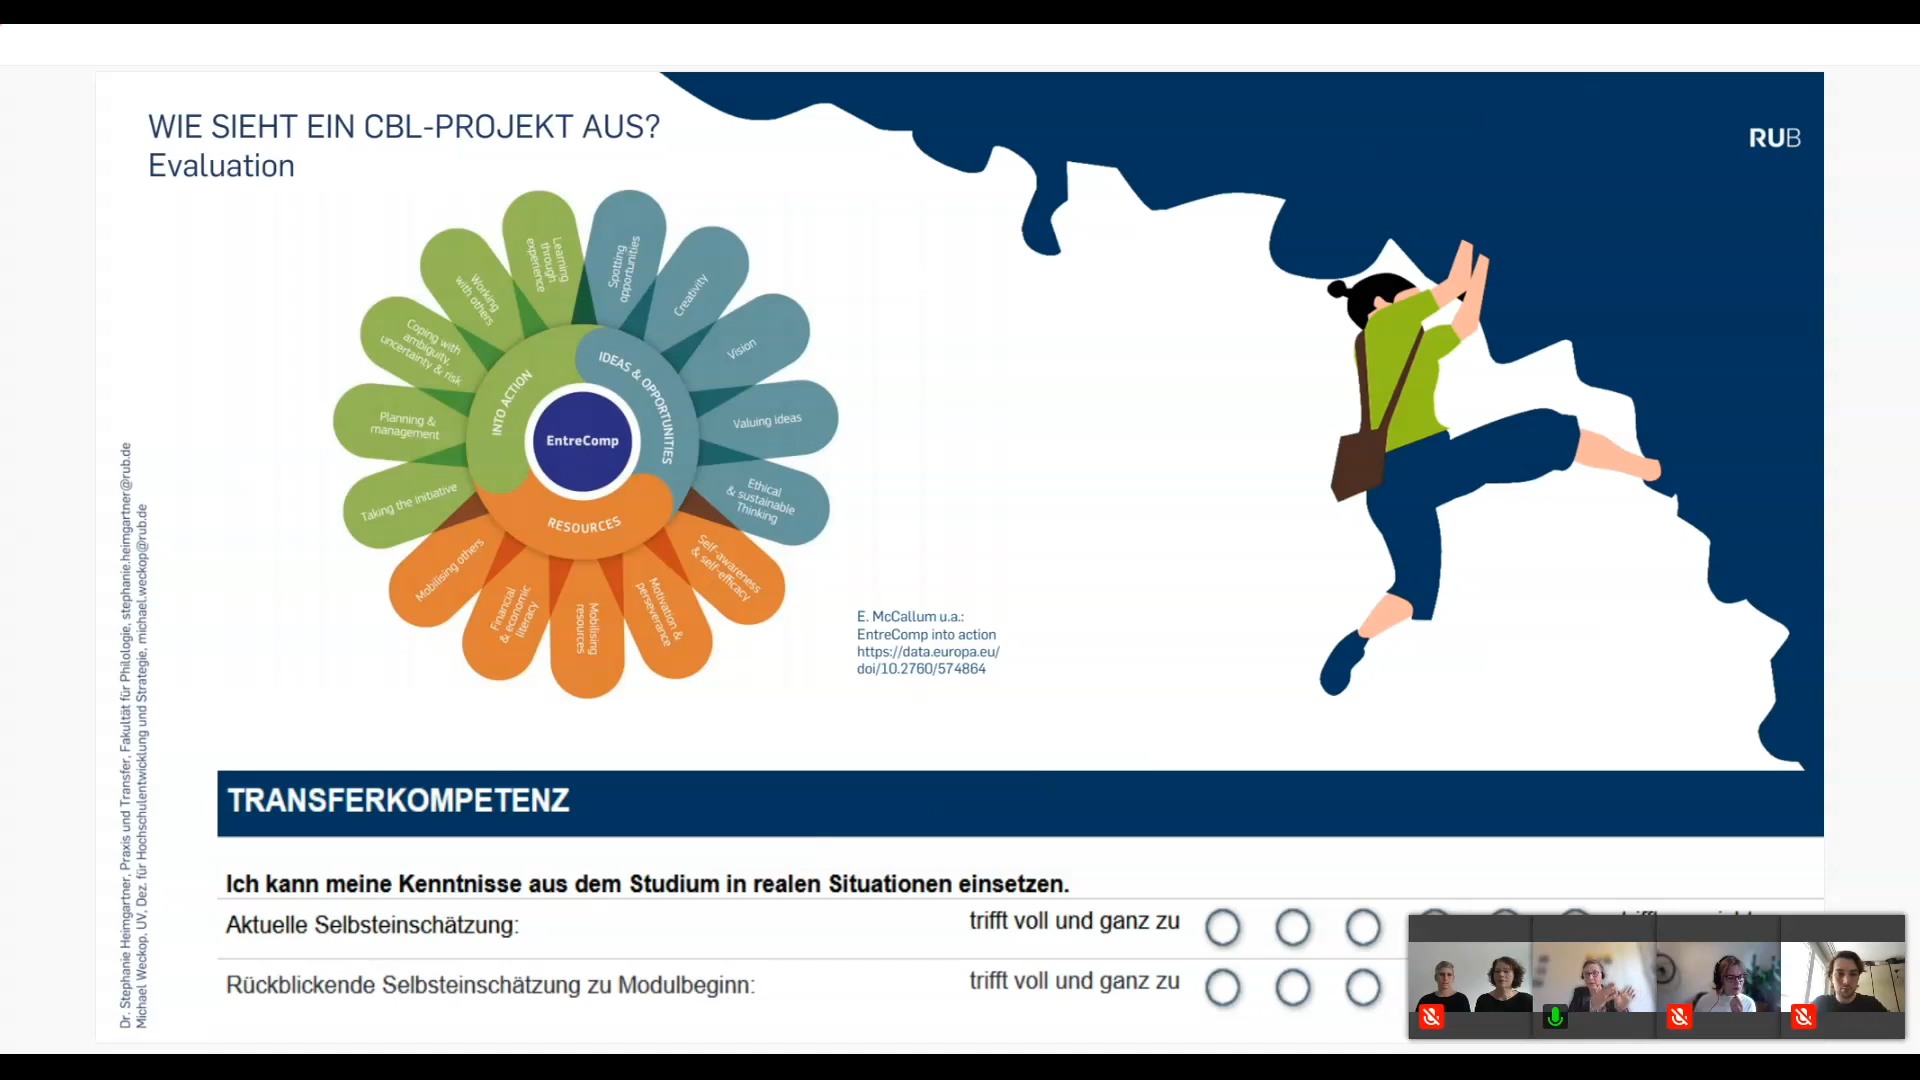 WIE SIEHT EIN CBL-PROJEKT AUS?
Evaluation
RUB
Learning
through
experience
Spotting
opportunities
Working
with others
Creativity
Coping with
ambiguity,
uncertainty & risk
Vision
Planning &
management
Valuing ideas
Taking the initiative
Ethical
& sustainable
Thinking
INTO ACTION
IDEAS & OPPORTUNITIES
EntreComp
RESOURCES
Mobilising others
Financial
& economic
literacy
Mobilising
resources
Motivation &
perseverance
Self-awareness
& self-efficacy
E. McCallum u.a.:
EntreComp into action
https://data.europa.eu/
doi/10.2760/574864
Dr. Stephanie Heimgartner, Praxis und Transfer, Fakultät für Philologie, stephanie.heimgartner@rub.de
Michael Weckop, UV, Dez. für Hochschulentwicklung und Strategie, michael.weckop@rub.de
TRANSFERKOMPETENZ
Ich kann meine Kenntnisse aus dem Studium in realen Situationen einsetzen.
Aktuelle Selbsteinschätzung: trifft voll und ganz zu
Rückblickende Selbsteinschätzung zu Modulbeginn: trifft voll und ganz zu